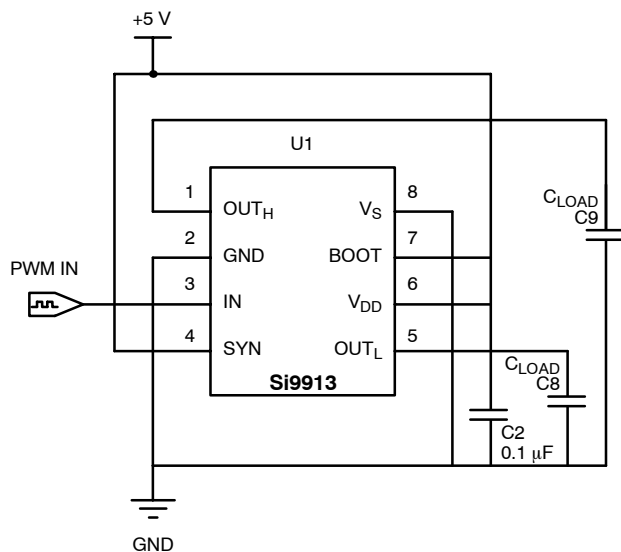 +5 V
U1
1
OUTH
VS
8
CLOAD
C9
2
GND
BOOT
7
PWM IN
3
IN
VDD
6
4
SYN
OUTL
5
CLOAD
C8
Si9913
C2
0.1 μF
GND